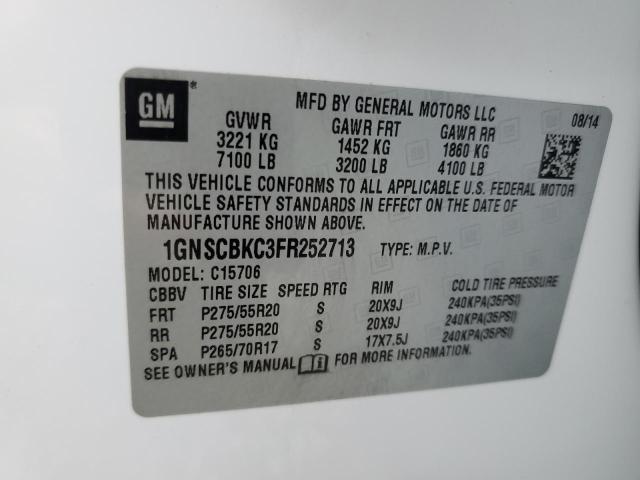 GM
MFD BY GENERAL MOTORS LLC 08/14
GVWR GAWR FRT GAWR RR
3221 KG 1452 KG 1860 KG
7100 LB 3200 LB 4100 LB
THIS VEHICLE CONFORMS TO ALL APPLICABLE U.S. FEDERAL MOTOR
VEHICLE SAFETY STANDARDS IN EFFECT ON THE DATE OF
MANUFACTURE SHOWN ABOVE.
1GNSCBKC3FR252713 TYPE: M.P.V.
MODEL: C15706
CBBV TIRE SIZE SPEED RTG RIM COLD TIRE PRESSURE
FRT P275/55R20 S 20X9J 240KPA(35PSI)
RR P275/55R20 S 20X9J 240KPA(35PSI)
SPA P265/70R17 S 17X7.5J 240KPA(35PSI)
SEE OWNER'S MANUAL i FOR MORE INFORMATION.